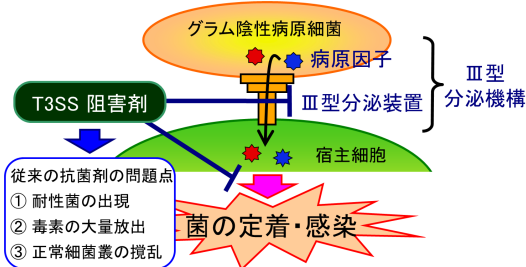 グラム陰性病原細菌
病原因子
Ⅲ型
分泌機構
T3SS 阻害剤
Ⅲ型分泌装置
宿主細胞
従来の抗菌剤の問題点
① 耐性菌の出現
② 毒素の大量放出
③ 正常細菌叢の撹乱
菌の定着・感染